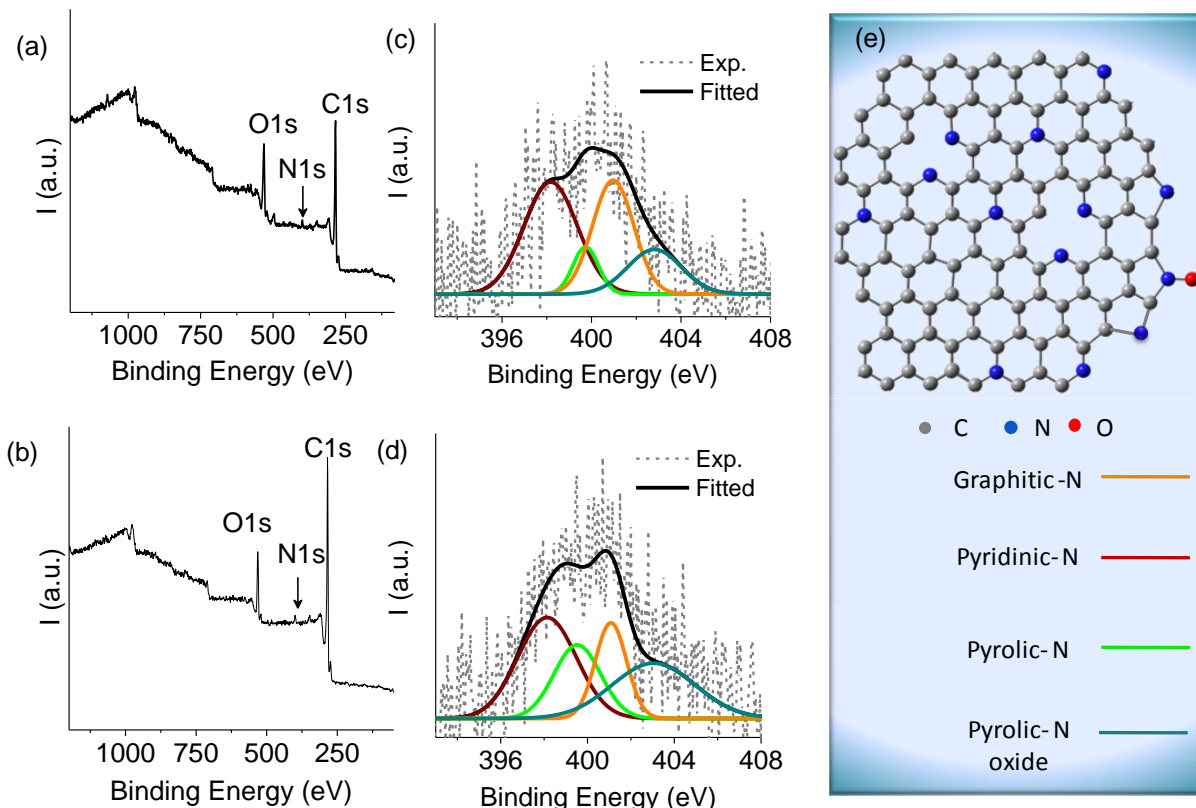 (a)
O1s
C1s
N1s
I (a.u.)
1000 750 500 250
Binding Energy (eV)
(c)
Exp.
Fitted
I (a.u.)
396 400 404 408
Binding Energy (eV)
(b)
C1s
O1s
N1s
I (a.u.)
1000 750 500 250
Binding Energy (eV)
(d)
Exp.
Fitted
I (a.u.)
396 400 404 408
Binding Energy (eV)
(e)
C N O
Graphitic-N
Pyridinic-N
Pyrolic-N
Pyrolic-N
oxide